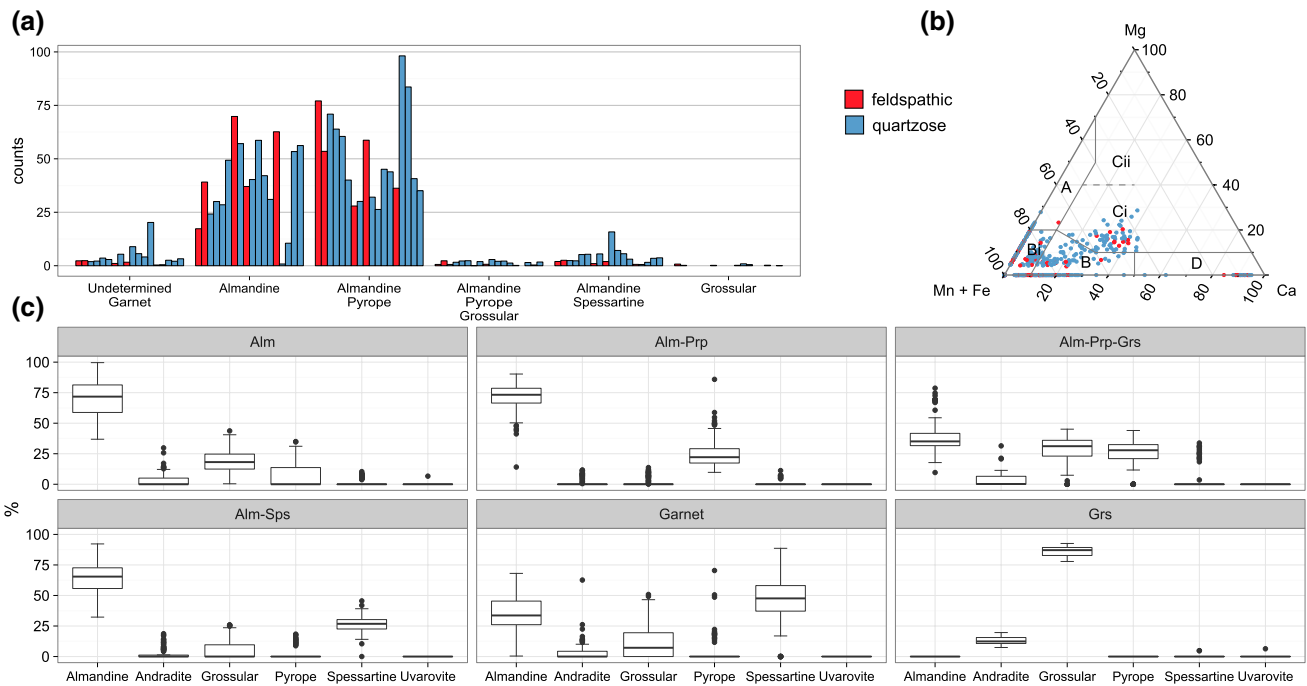 (a)
100
75
50
25
0
counts
Undetermined
Garnet
Almandine
Almandine
Pyrope
Almandine
Pyrope
Grossular
Almandine
Spessartine
Grossular
feldspathic
quartzose
(b)
Mg
100
80
60
40
20
20
40
60
80
100
20
40
60
80
100
Cii
A
Ci
Bi
B
D
Mn + Fe
Ca
(c)
%
Alm
Alm-Prp
Alm-Prp-Grs
100
75
50
25
0
Alm-Sps
Garnet
Grs
100
75
50
25
0
Almandine Andradite Grossular Pyrope Spessartine Uvarovite
Almandine Andradite Grossular Pyrope Spessartine Uvarovite
Almandine Andradite Grossular Pyrope Spessartine Uvarovite